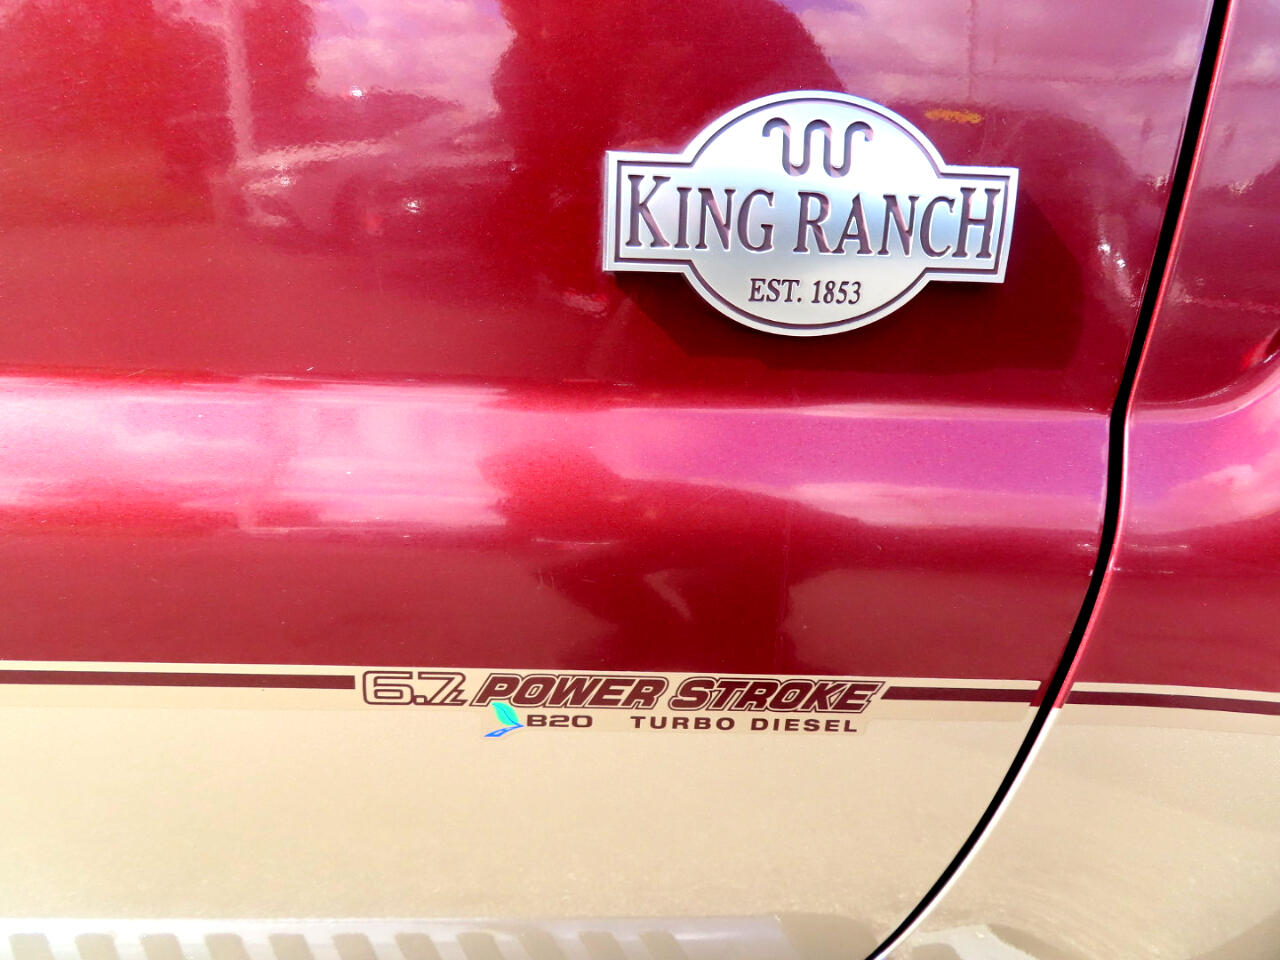 KING RANCH
EST. 1853
6.7L POWER STROKE
B20 TURBO DIESEL